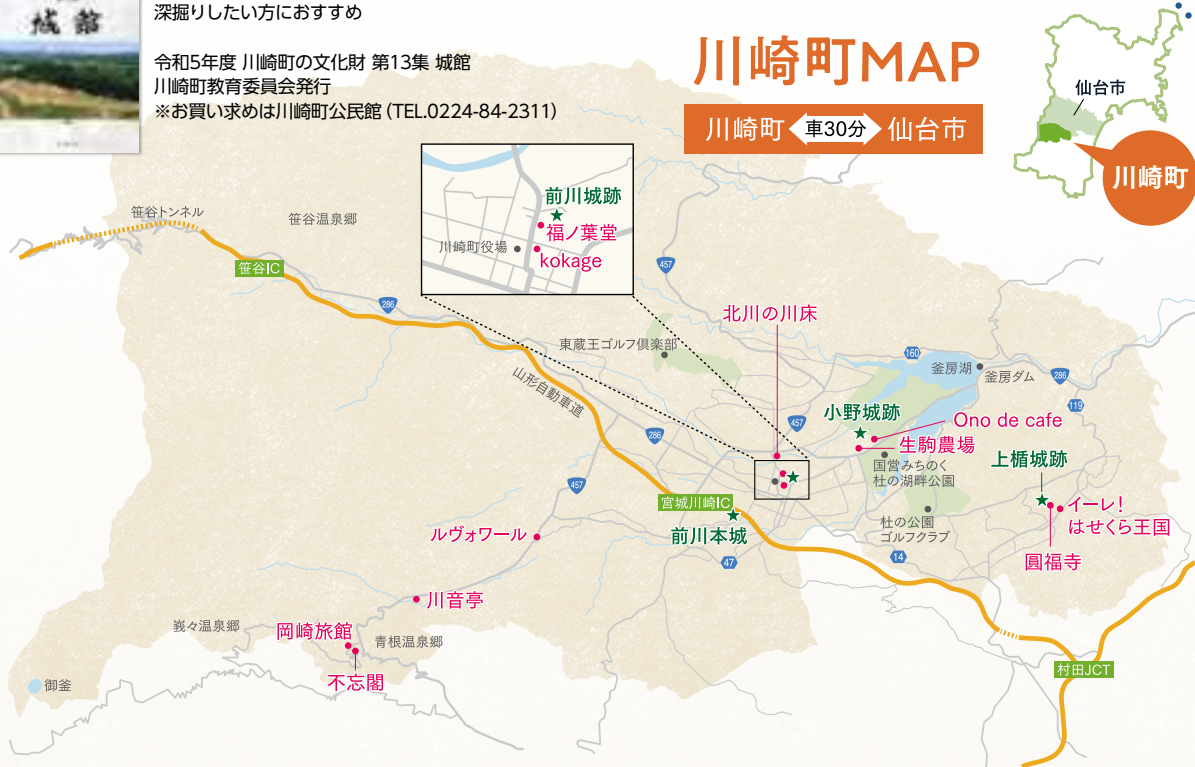 城舘
深掘りしたい方におすすめ
令和5年度 川崎町の文化財 第13集 城館
川崎町教育委員会発行
※お買い求めは川崎町公民館(TEL.0224-84-2311)
川崎町MAP
川崎町 車30分 仙台市
仙台市
川崎町
前川城跡
福ノ葉堂
川崎町役場
kokage
笹谷トンネル
笹谷温泉郷
笹谷IC
286
457
北川の川床
東蔵王ゴルフ倶楽部
山形自動車道
160
釜房湖
釜房ダム
286
119
457
小野城跡
Ono de cafe
生駒農場
国営みちのく
杜の湖畔公園
上楯城跡
286
457
宮城川崎IC
前川本城
47
杜の公園
ゴルフクラブ
14
イーレ!
はせくら王国
圓福寺
ルヴォワール
川音亭
峩々温泉郷
岡崎旅館
青根温泉郷
不忘閣
御釜
村田JCT